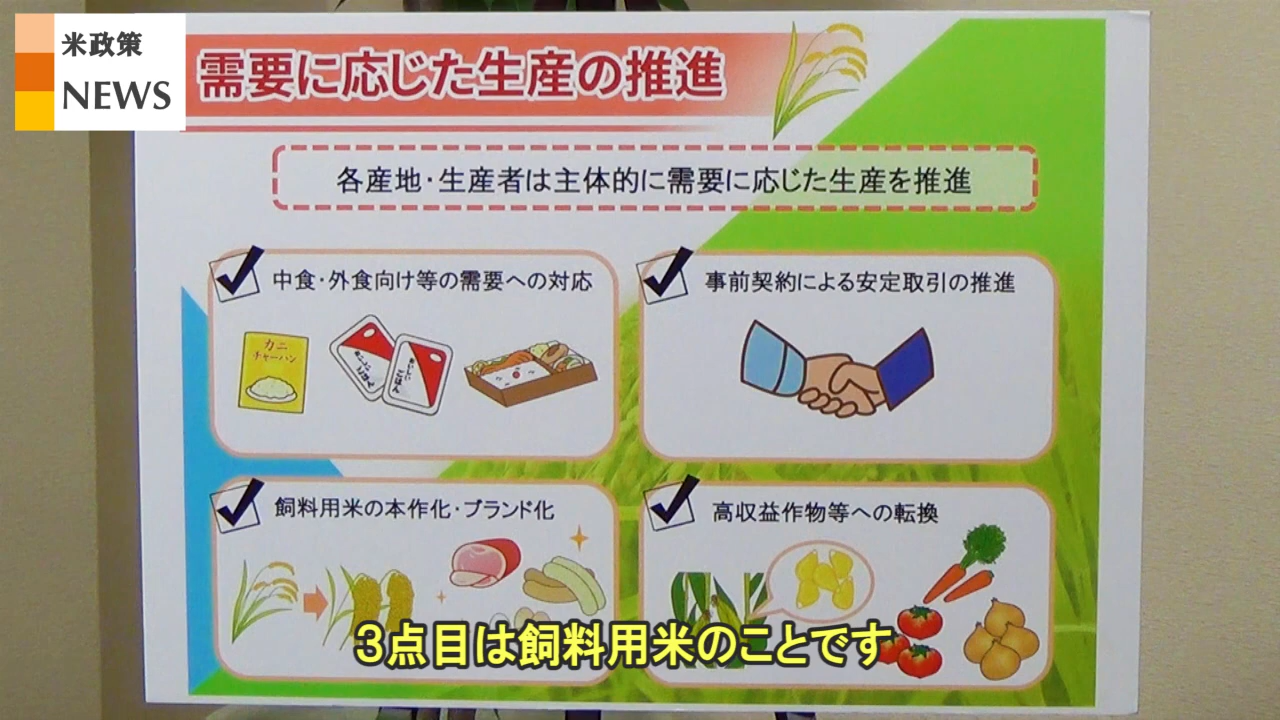 米政策
NEWS
需要に応じた生産の推進
各産地・生産者は主体的に需要に応じた生産を推進
中食・外食向け等の需要への対応
カニ
チャーハン
おいしい
ごはん
事前契約による安定取引の推進
飼料用米の本作化・ブランド化
高収益作物等への転換
3点目は飼料用米のことです